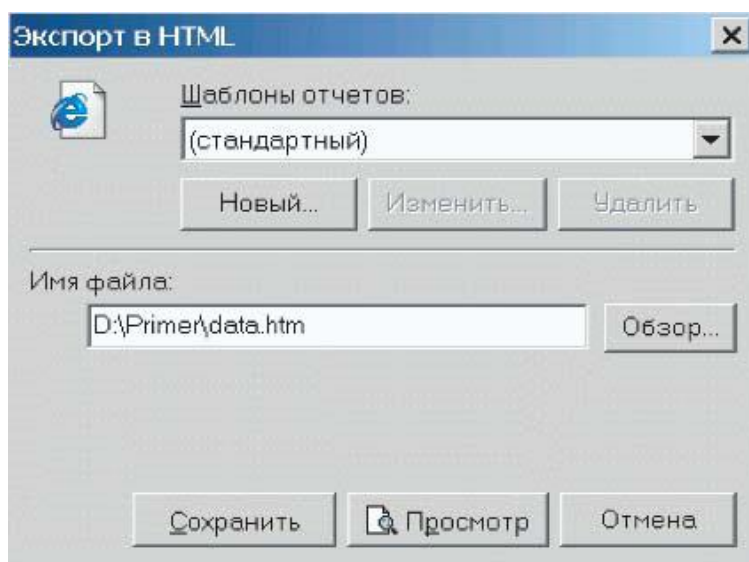 Экспорт в HTML
Шаблоны отчетов:
(стандартный)
Новый... Изменить... Удалить
Имя файла:
D:\Primer\data.htm Обзор...
Сохранить Просмотр Отмена